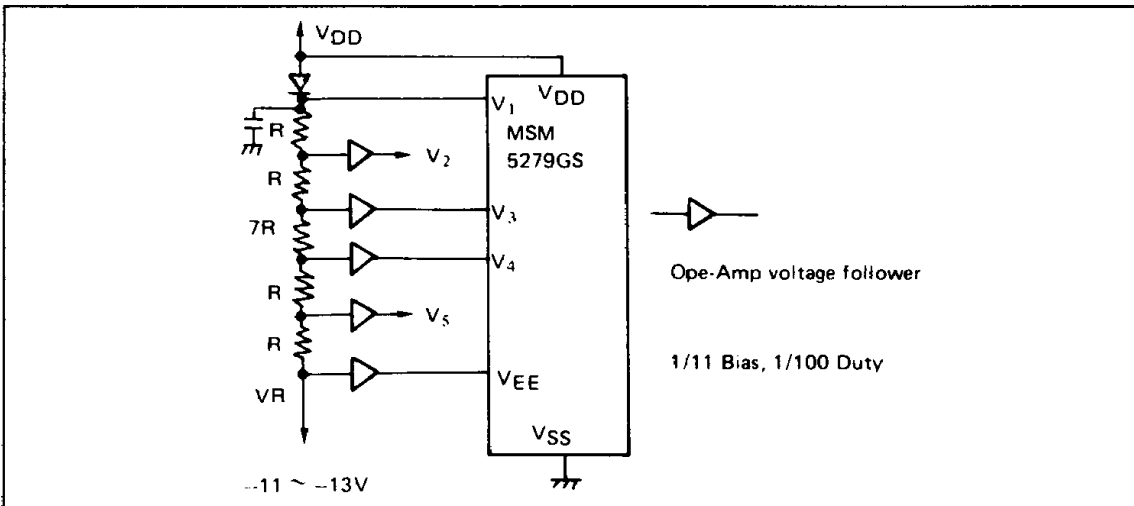 VDD
VDD
V1
R
MSM
5279GS
V2
R
V3
7R
V4
Ope-Amp voltage follower
R
V5
R
1/11 Bias, 1/100 Duty
VEE
VR
VSS
--11 ~ -13V